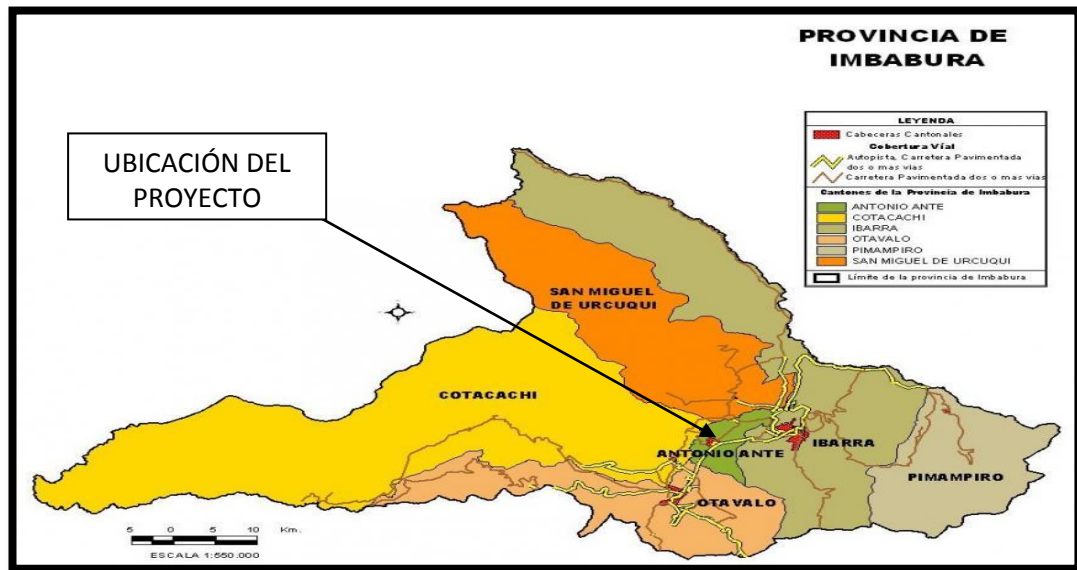 PROVINCIA DE
IMBABURA
UBICACIÓN DEL
PROYECTO
LEYENDA
Cabeceras Cantonales
Cobertura Víal
Autopista, Carretera Pavimentada
dos o mas vias
Carretera Pavimentada dos o mas vias
Cantones de la Provincia de Imbabura
ANTONIO ANTE
COTACACHI
IBARRA
OTAVALO
PIMAMPIRO
SAN MIGUEL DE URCUQUI
Límite de la provincia de Imbabura
SAN MIGUEL
DE URCUQUI
COTACACHI
ANTONIO ANTE
IBARRA
PIMAMPIRO
OTAVALO
5 0 5 10 Km.
ESCALA 1:550.000